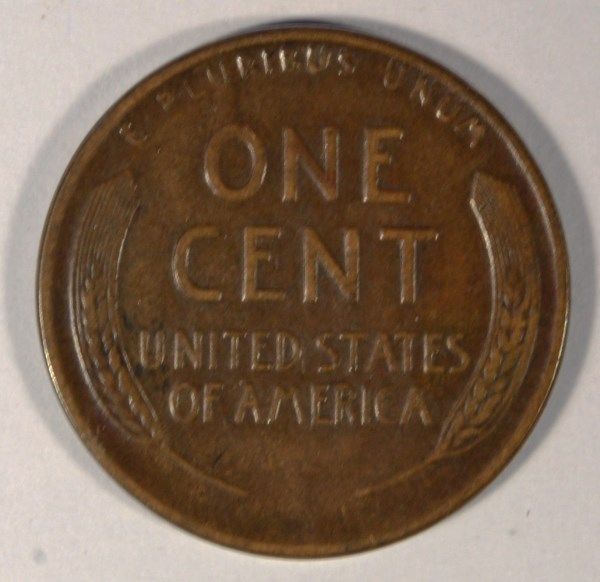 E PLURIBUS UNUM
ONE
CENT
UNITED STATES
OF AMERICA